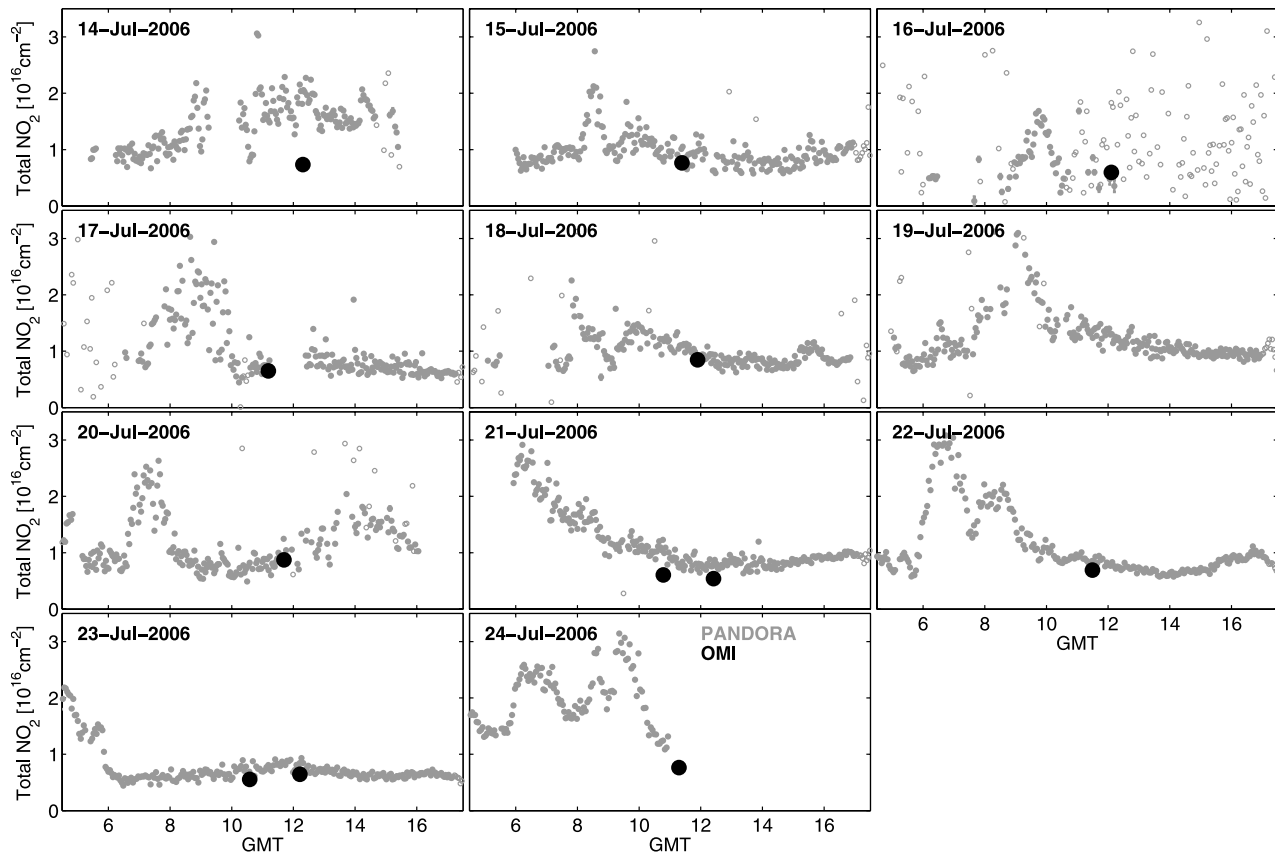 14-Jul-2006
15-Jul-2006
16-Jul-2006
Total NO2 [10^16cm^-2]
3
2
1
0
17-Jul-2006
18-Jul-2006
19-Jul-2006
Total NO2 [10^16cm^-2]
3
2
1
0
20-Jul-2006
21-Jul-2006
22-Jul-2006
Total NO2 [10^16cm^-2]
3
2
1
0
6 8 10 12 14 16
GMT
23-Jul-2006
24-Jul-2006
PANDORA
OMI
Total NO2 [10^16cm^-2]
3
2
1
0
6 8 10 12 14 16
GMT
6 8 10 12 14 16
GMT